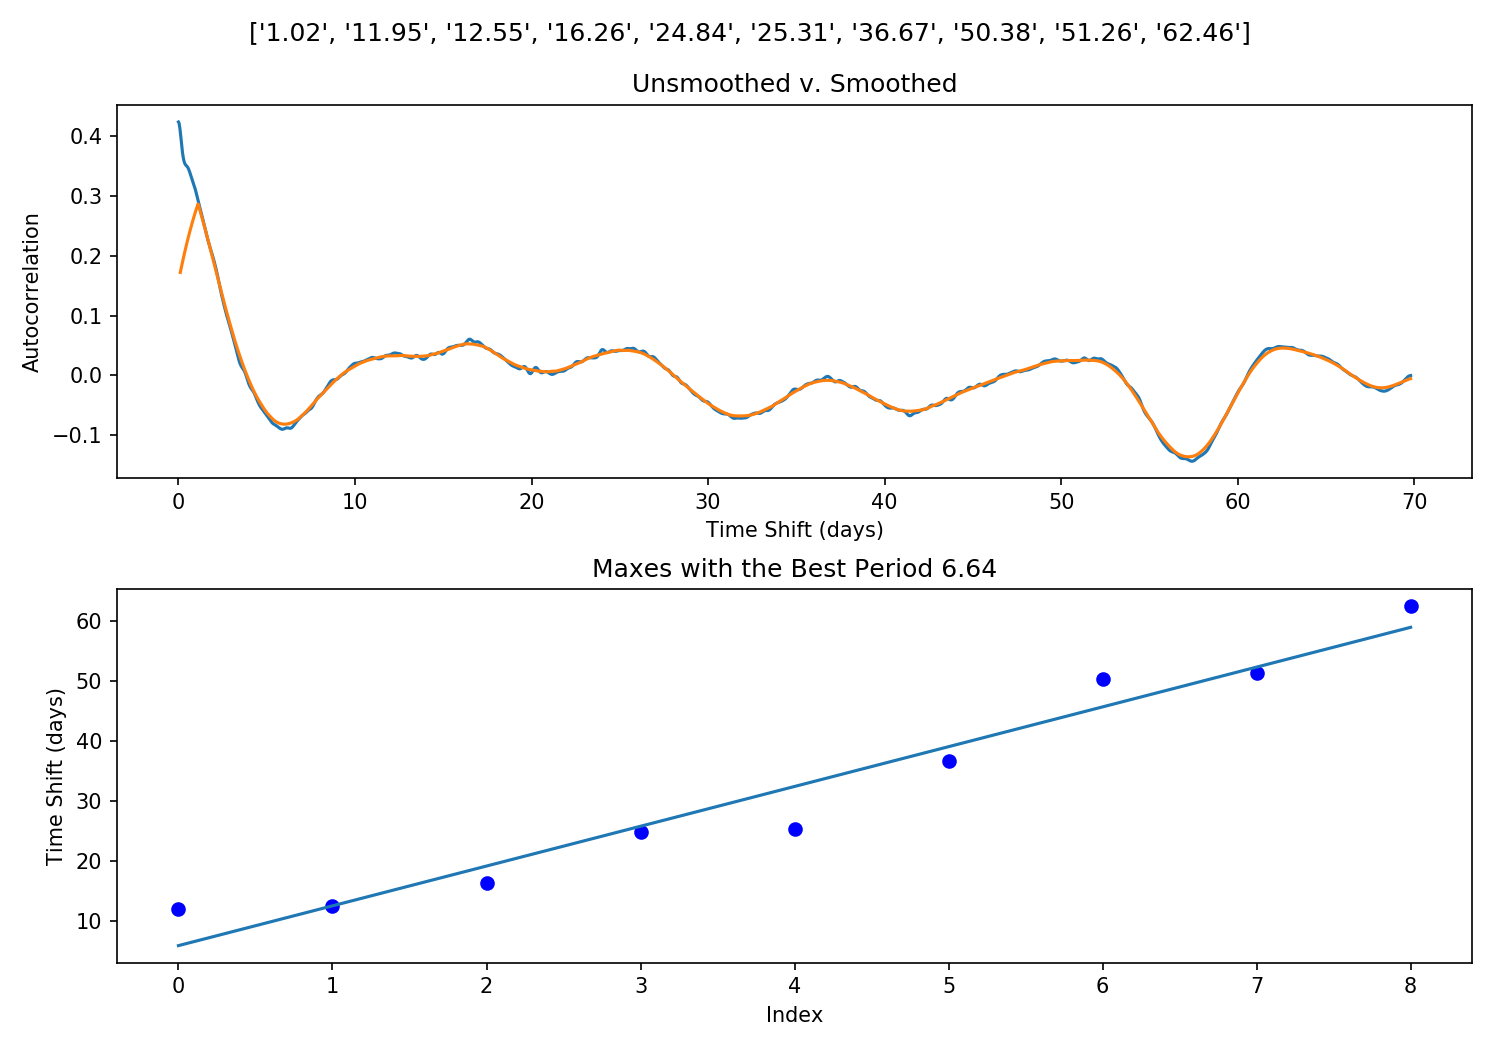 ['1.02', '11.95', '12.55', '16.26', '24.84', '25.31', '36.67', '50.38', '51.26', '62.46']
Unsmoothed v. Smoothed
Autocorrelation
0.4
0.3
0.2
0.1
0.0
−0.1
0 10 20 30 40 50 60 70
Time Shift (days)
Maxes with the Best Period 6.64
Time Shift (days)
60
50
40
30
20
10
0 1 2 3 4 5 6 7 8
Index